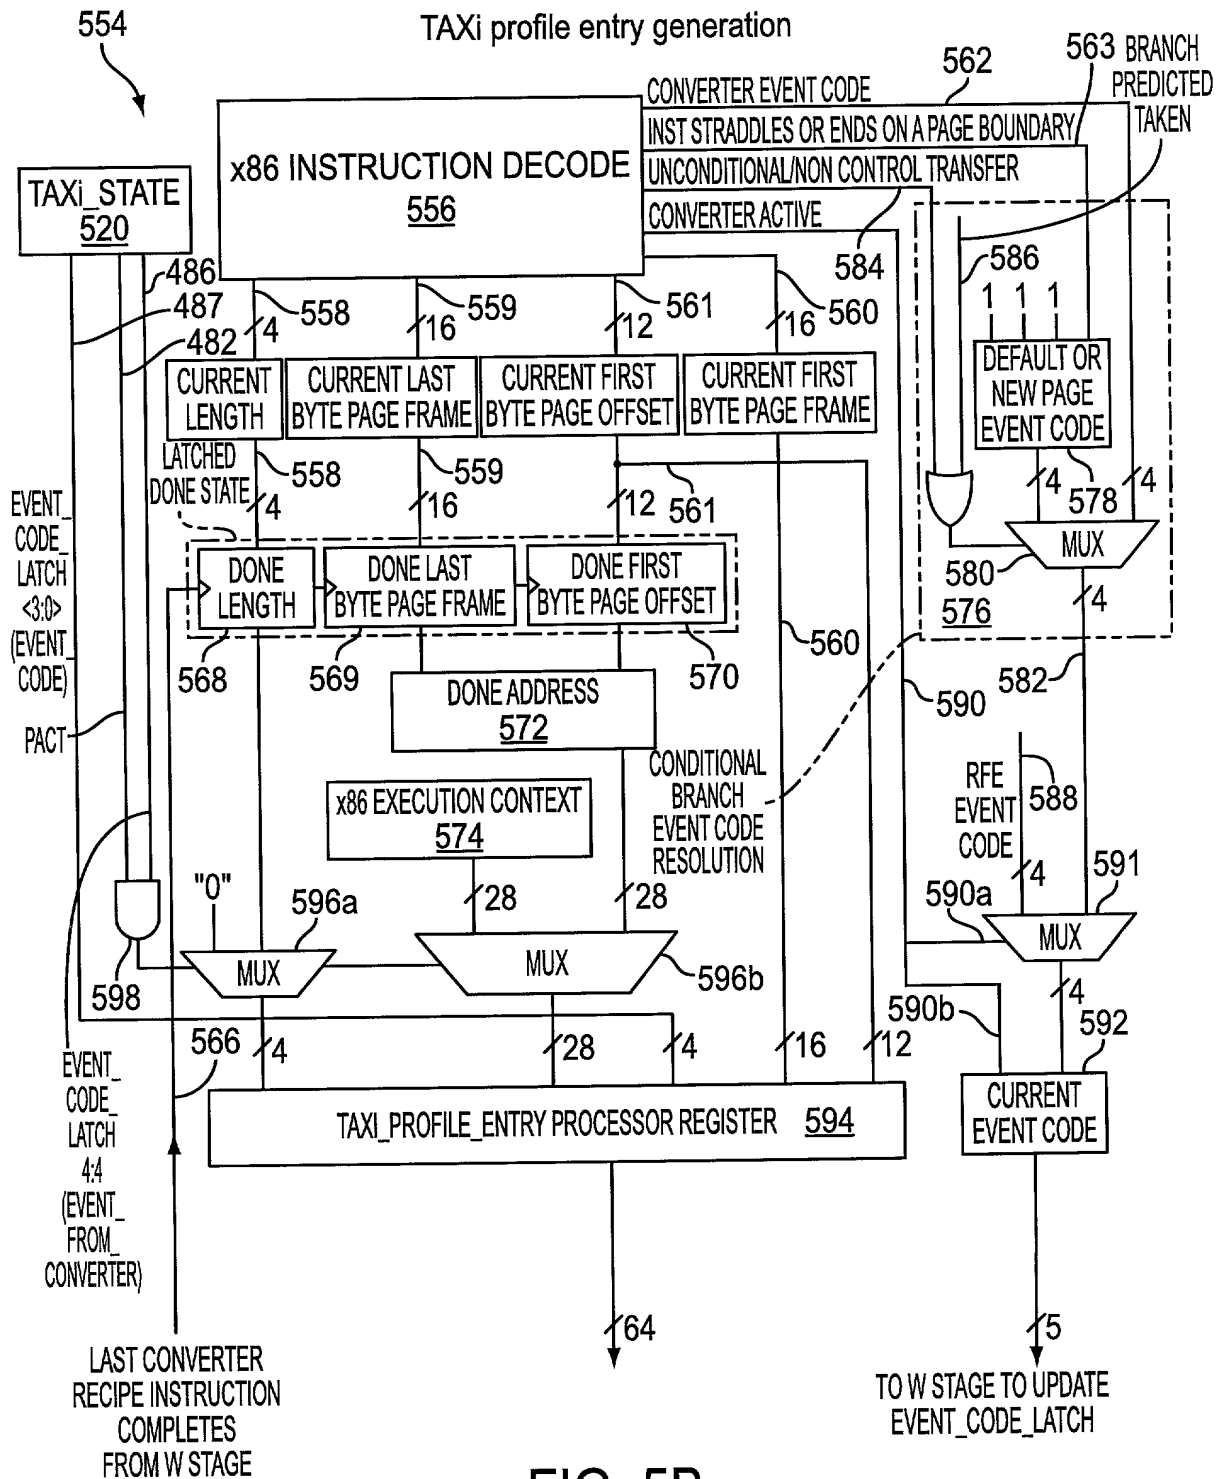 554
TAXi profile entry generation
563
BRANCH
PREDICTED
TAKEN
562
CONVERTER EVENT CODE
INST STRADDLES OR ENDS ON A PAGE BOUNDARY
UNCONDITIONAL/NON CONTROL TRANSFER
CONVERTER ACTIVE
584
586
x86 INSTRUCTION DECODE
556
TAXi_STATE
520
486
487
482
558
4
559
16
561
12
560
16
1 1 1
CURRENT
LENGTH
CURRENT LAST
BYTE PAGE FRAME
CURRENT FIRST
BYTE PAGE OFFSET
CURRENT FIRST
BYTE PAGE FRAME
DEFAULT OR
NEW PAGE
EVENT CODE
578
4
4
MUX
580
576
4
582
LATCHED
DONE STATE
558
4
559
16
12
561
EVENT_
CODE_
LATCH
<3:0>
(EVENT_
CODE)
PACT
DONE
LENGTH
DONE LAST
BYTE PAGE FRAME
DONE FIRST
BYTE PAGE OFFSET
568
569
570
560
590
DONE ADDRESS
572
CONDITIONAL
BRANCH
EVENT CODE
RESOLUTION
x86 EXECUTION CONTEXT
574
RFE
EVENT
CODE
588
4
591
590a
MUX
4
590b
592
"0"
596a
28
28
598
MUX
MUX
596b
566
4
28
4
16
12
EVENT_
CODE_
LATCH
4:4
(EVENT_
FROM_
CONVERTER)
TAXI_PROFILE_ENTRY PROCESSOR REGISTER 594
CURRENT
EVENT CODE
64
5
LAST CONVERTER
RECIPE INSTRUCTION
COMPLETES
FROM W STAGE
TO W STAGE TO UPDATE
EVENT_CODE_LATCH
FIG. 5B